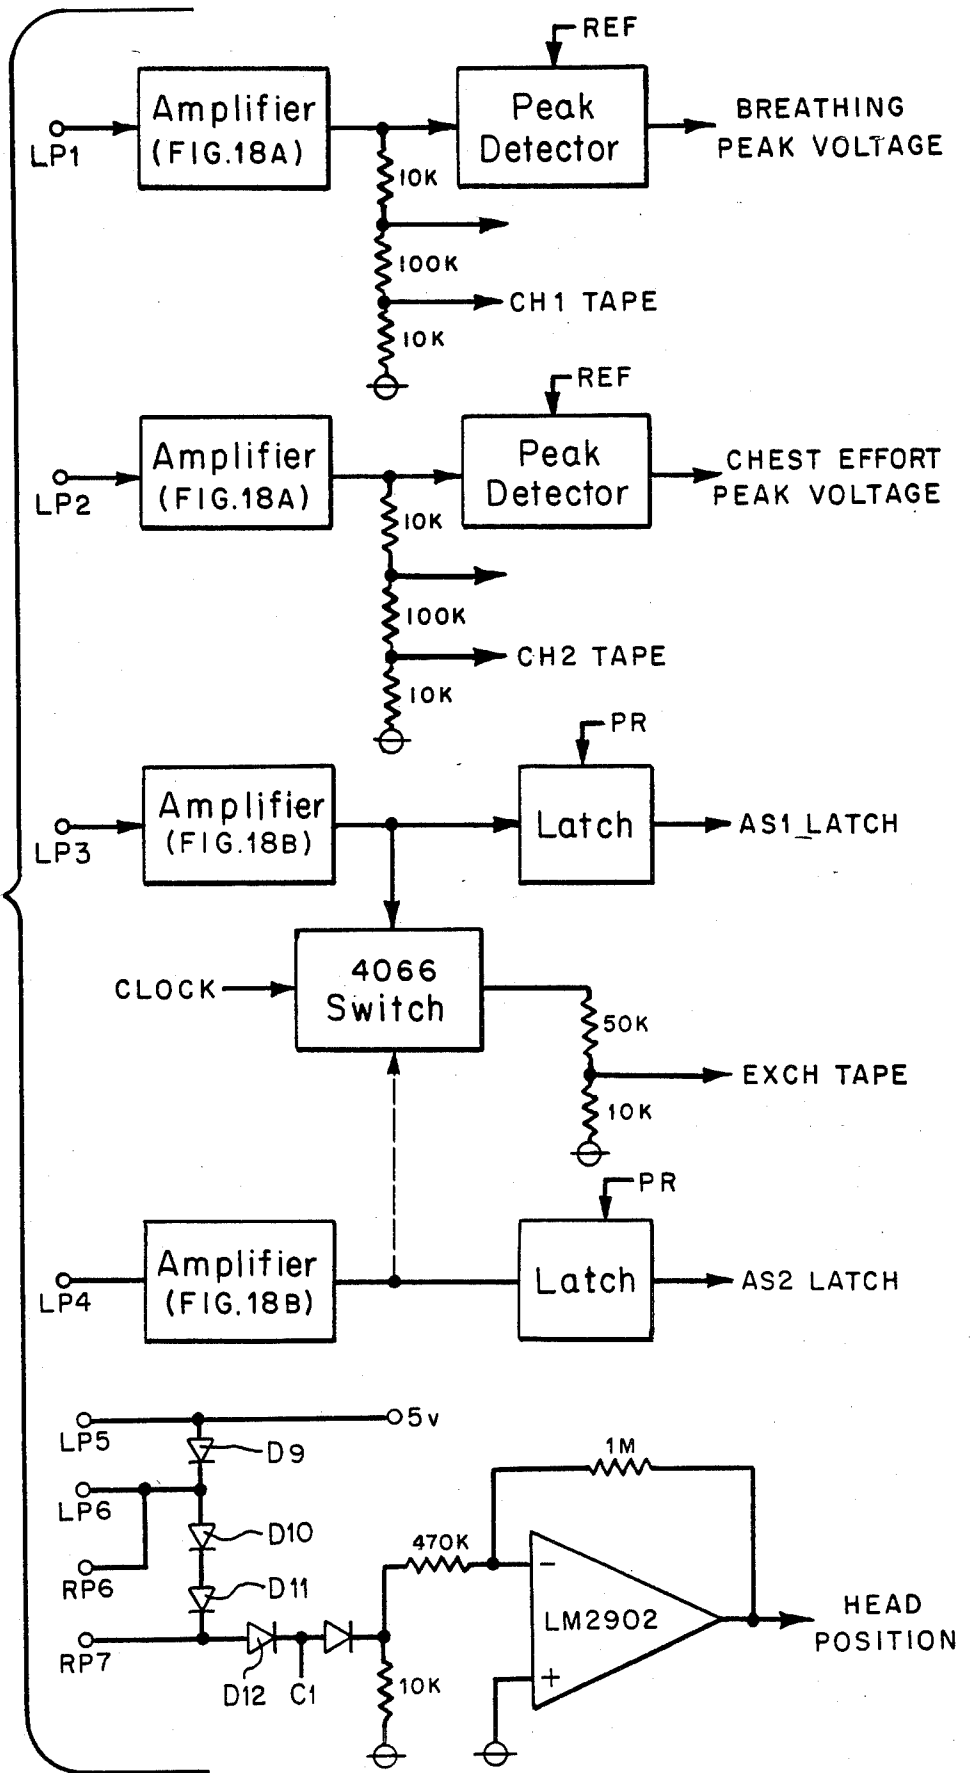 REF
Amplifier
(FIG.18A)
Peak
Detector
BREATHING
PEAK VOLTAGE
LP1
10K
100K
CH1 TAPE
10K
REF
Amplifier
(FIG.18A)
Peak
Detector
CHEST EFFORT
PEAK VOLTAGE
LP2
10K
100K
CH2 TAPE
10K
PR
Amplifier
(FIG.18B)
Latch
AS1_LATCH
LP3
CLOCK
4066
Switch
50K
EXCH TAPE
10K
PR
Amplifier
(FIG.18B)
Latch
AS2 LATCH
LP4
LP5
5v
D9
1M
LP6
D10
470K
RP6
D11
−
LM2902
HEAD
POSITION
RP7
D12
C1
10K
+